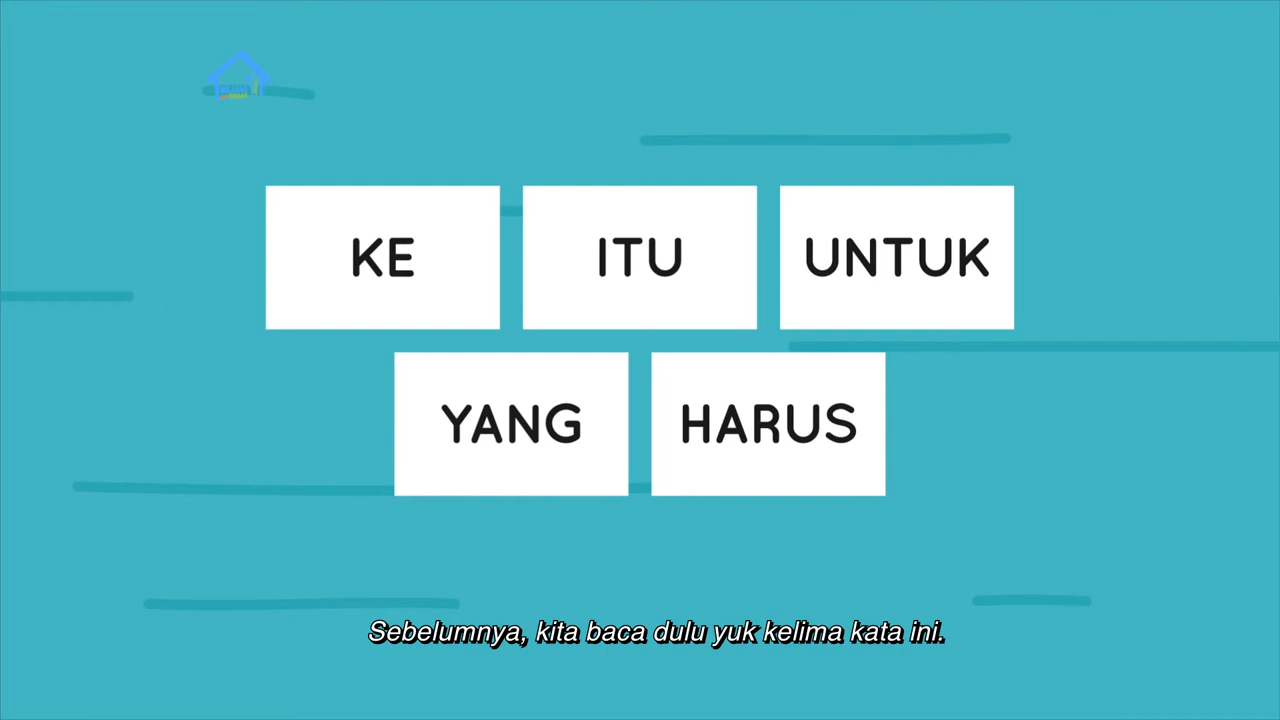 KE ITU UNTUK
YANG HARUS
Sebelumnya, kita baca dulu yuk kelima kata ini.